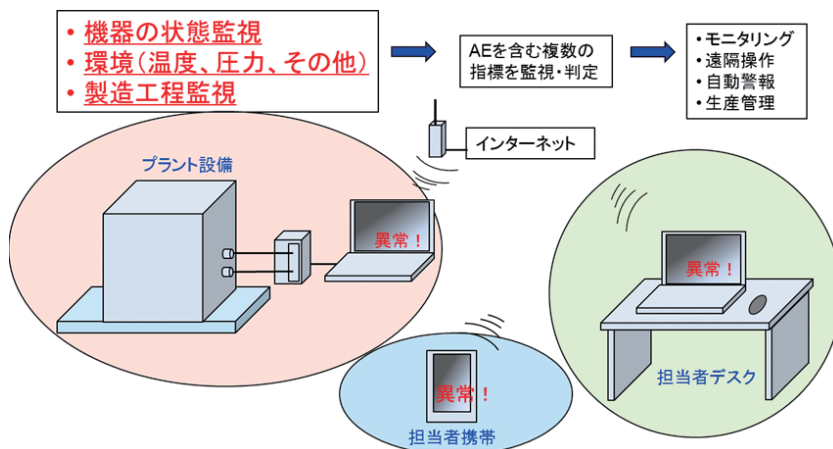 ・機器の状態監視
・環境（温度、圧力、その他）
・製造工程監視
AEを含む複数の
指標を監視・判定
・モニタリング
・遠隔操作
・自動警報
・生産管理
インターネット
プラント設備
異常！
異常！
担当者デスク
異常！
担当者携帯